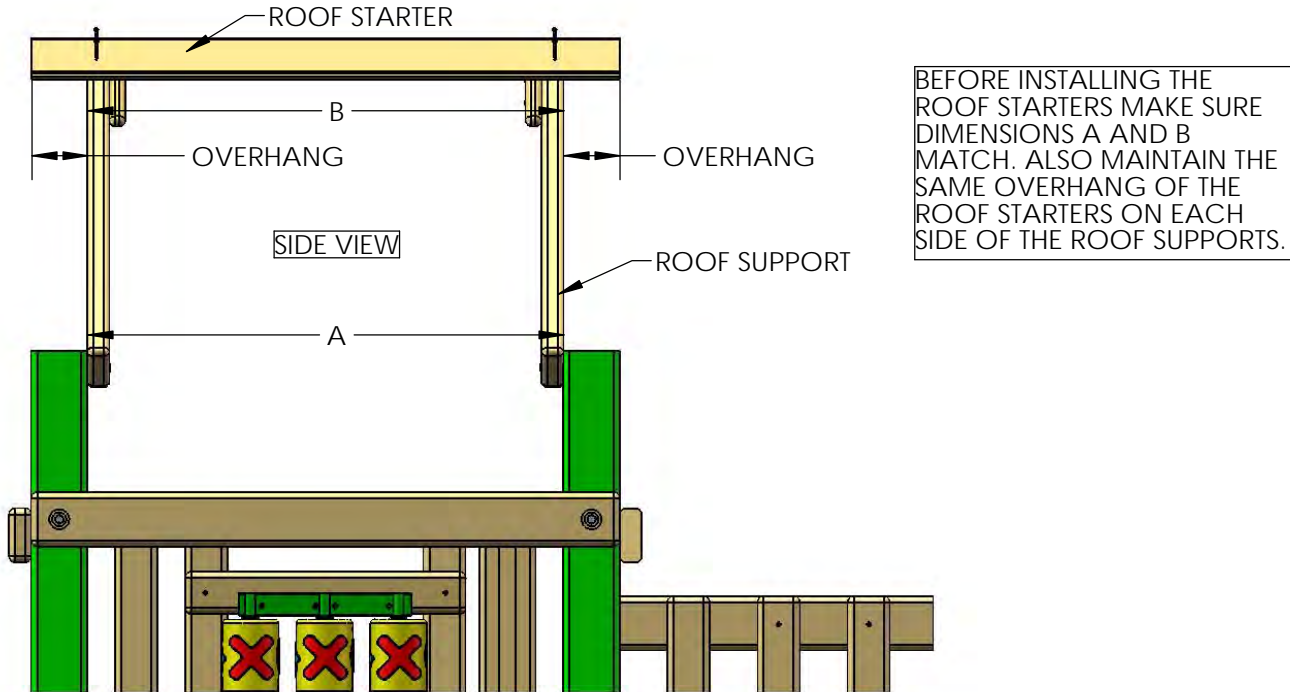 ROOF STARTER
B
OVERHANG
OVERHANG
SIDE VIEW
ROOF SUPPORT
A
BEFORE INSTALLING THE
ROOF STARTERS MAKE SURE
DIMENSIONS A AND B
MATCH. ALSO MAINTAIN THE
SAME OVERHANG OF THE
ROOF STARTERS ON EACH
SIDE OF THE ROOF SUPPORTS.